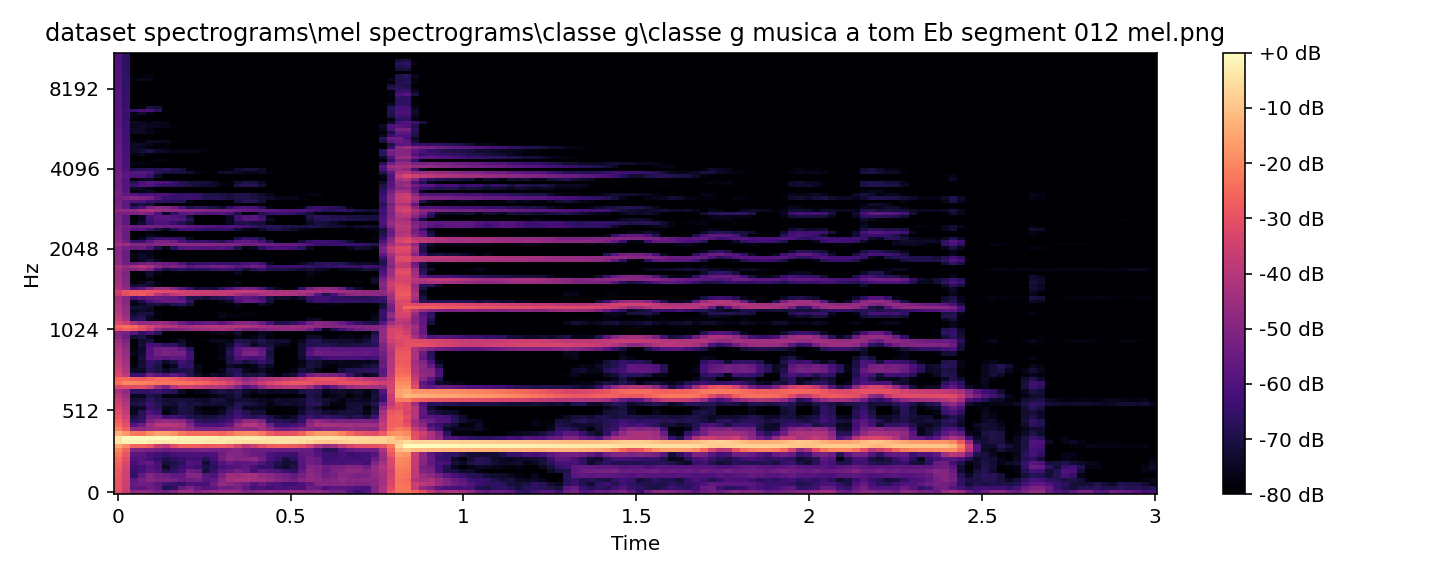 dataset spectrograms\mel spectrograms\classe g\classe g musica a tom Eb segment 012 mel.png
+0 dB
8192
-10 dB
4096
-20 dB
-30 dB
2048
-40 dB
Hz
1024
-50 dB
-60 dB
512
-70 dB
0
-80 dB
0
0.5
1
1.5
2
2.5
3
Time